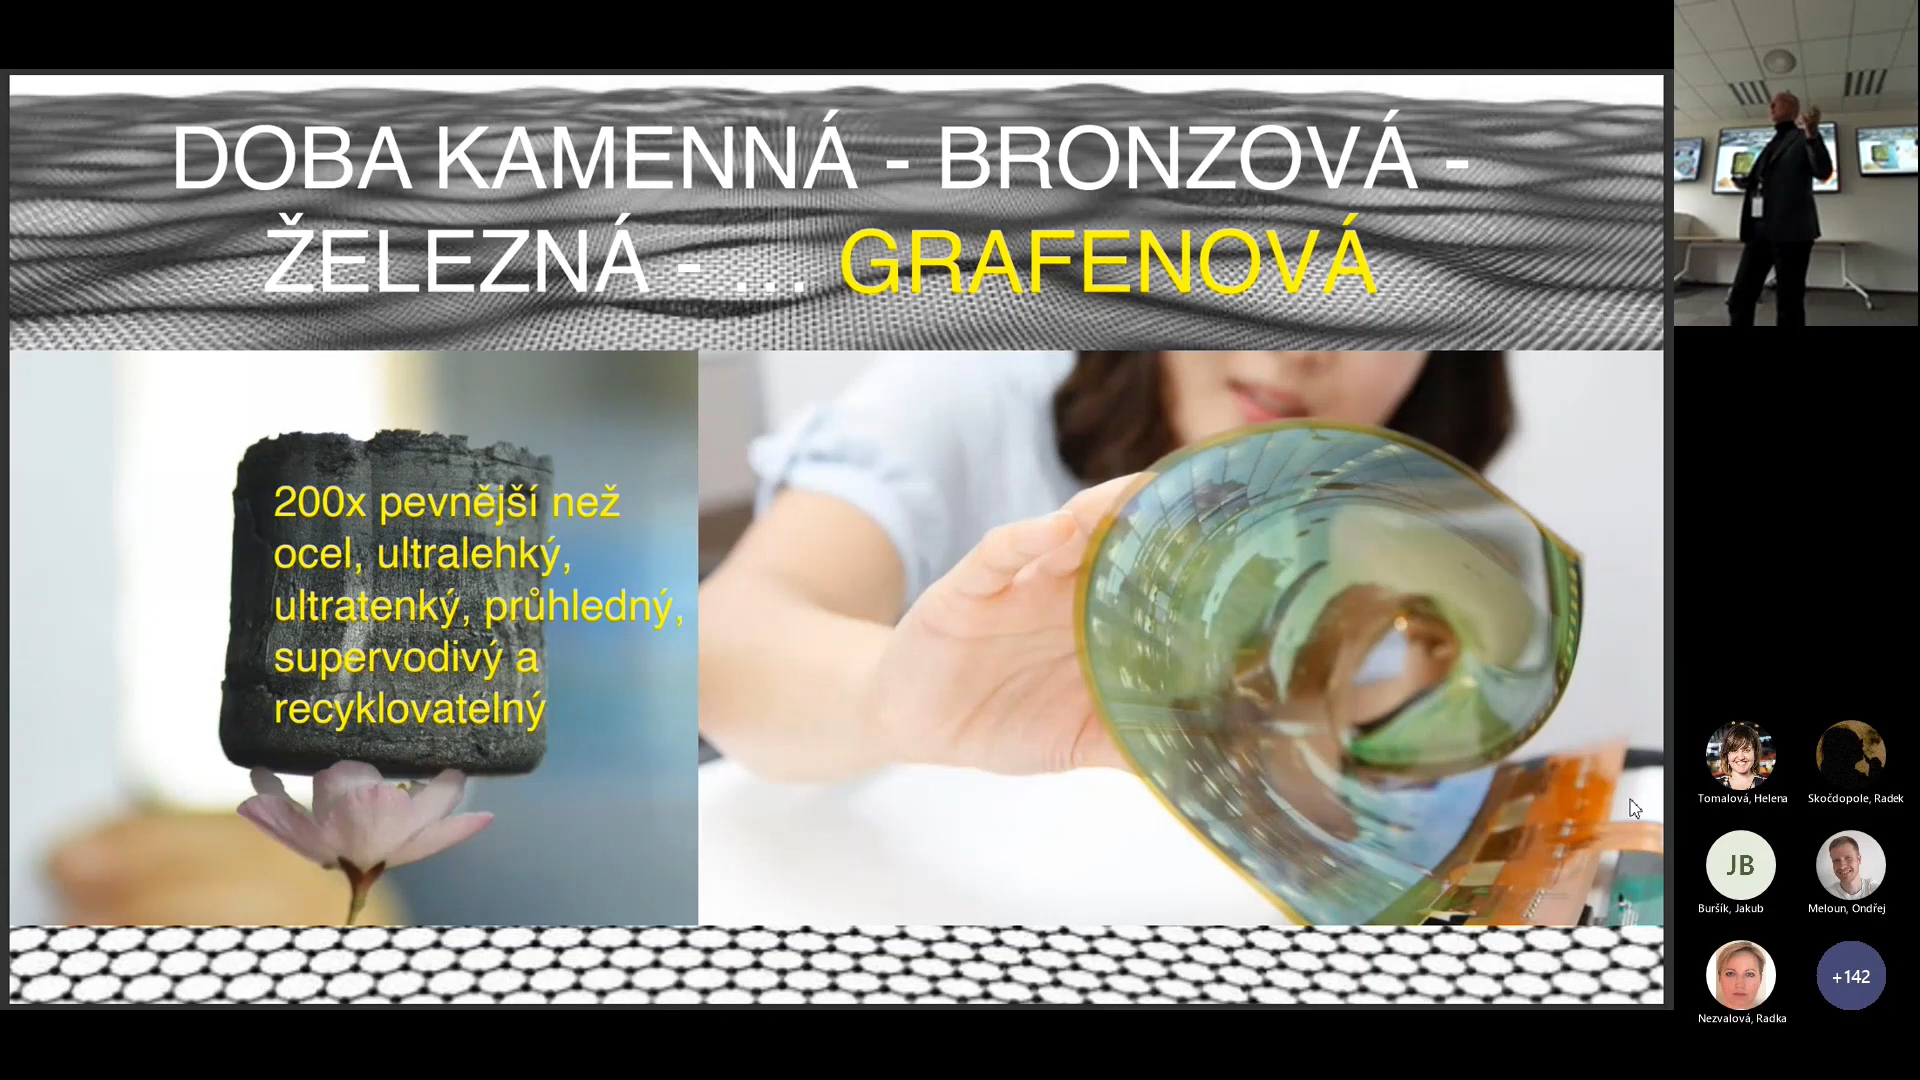 DOBA KAMENNÁ - BRONZOVÁ -
ŽELEZNÁ - ... GRAFENOVÁ
200x pevnější než
ocel, ultralehký,
ultratenký, průhledný,
supervodivý a
recyklovatelný
Tomalová, Helena
Skočdopole, Radek
JB
Buršík, Jakub
Meloun, Ondřej
Nezvalová, Radka
+142